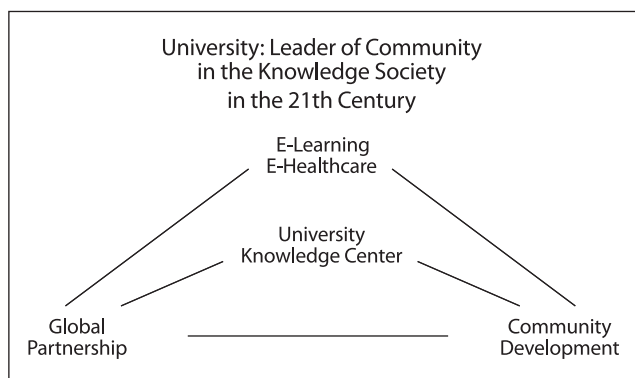 University: Leader of Community
in the Knowledge Society
in the 21th Century
E-Learning
E-Healthcare
University
Knowledge Center
Global
Partnership
Community
Development